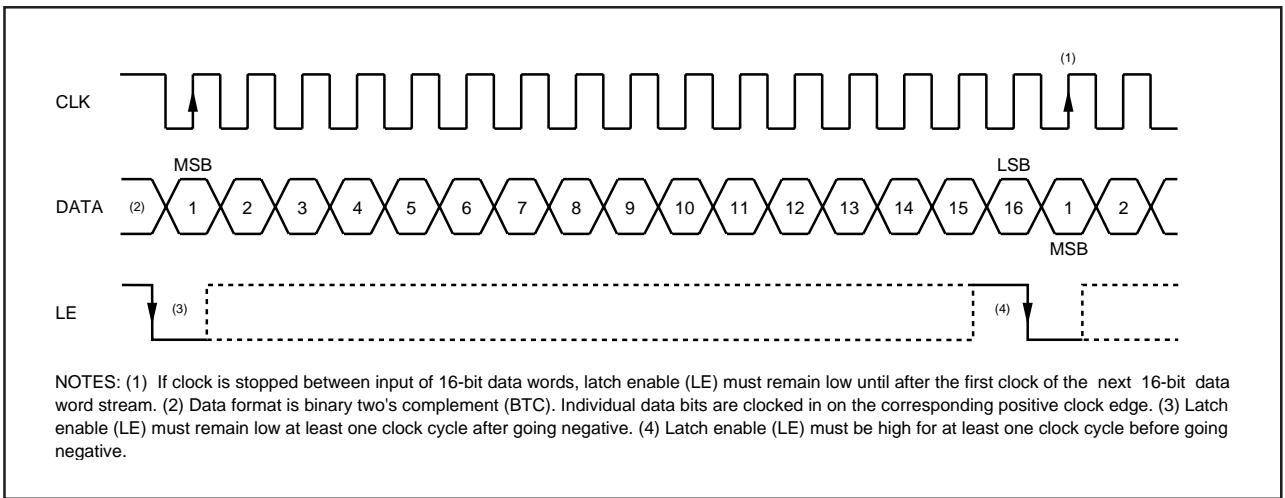 (1)
CLK
MSB
LSB
DATA
(2)
1
2
3
4
5
6
7
8
9
10
11
12
13
14
15
16
1
2
MSB
LE
(3)
(4)
NOTES: (1) If clock is stopped between input of 16-bit data words, latch enable (LE) must remain low until after the first clock of the next 16-bit data
word stream. (2) Data format is binary two's complement (BTC). Individual data bits are clocked in on the corresponding positive clock edge. (3) Latch
enable (LE) must remain low at least one clock cycle after going negative. (4) Latch enable (LE) must be high for at least one clock cycle before going
negative.